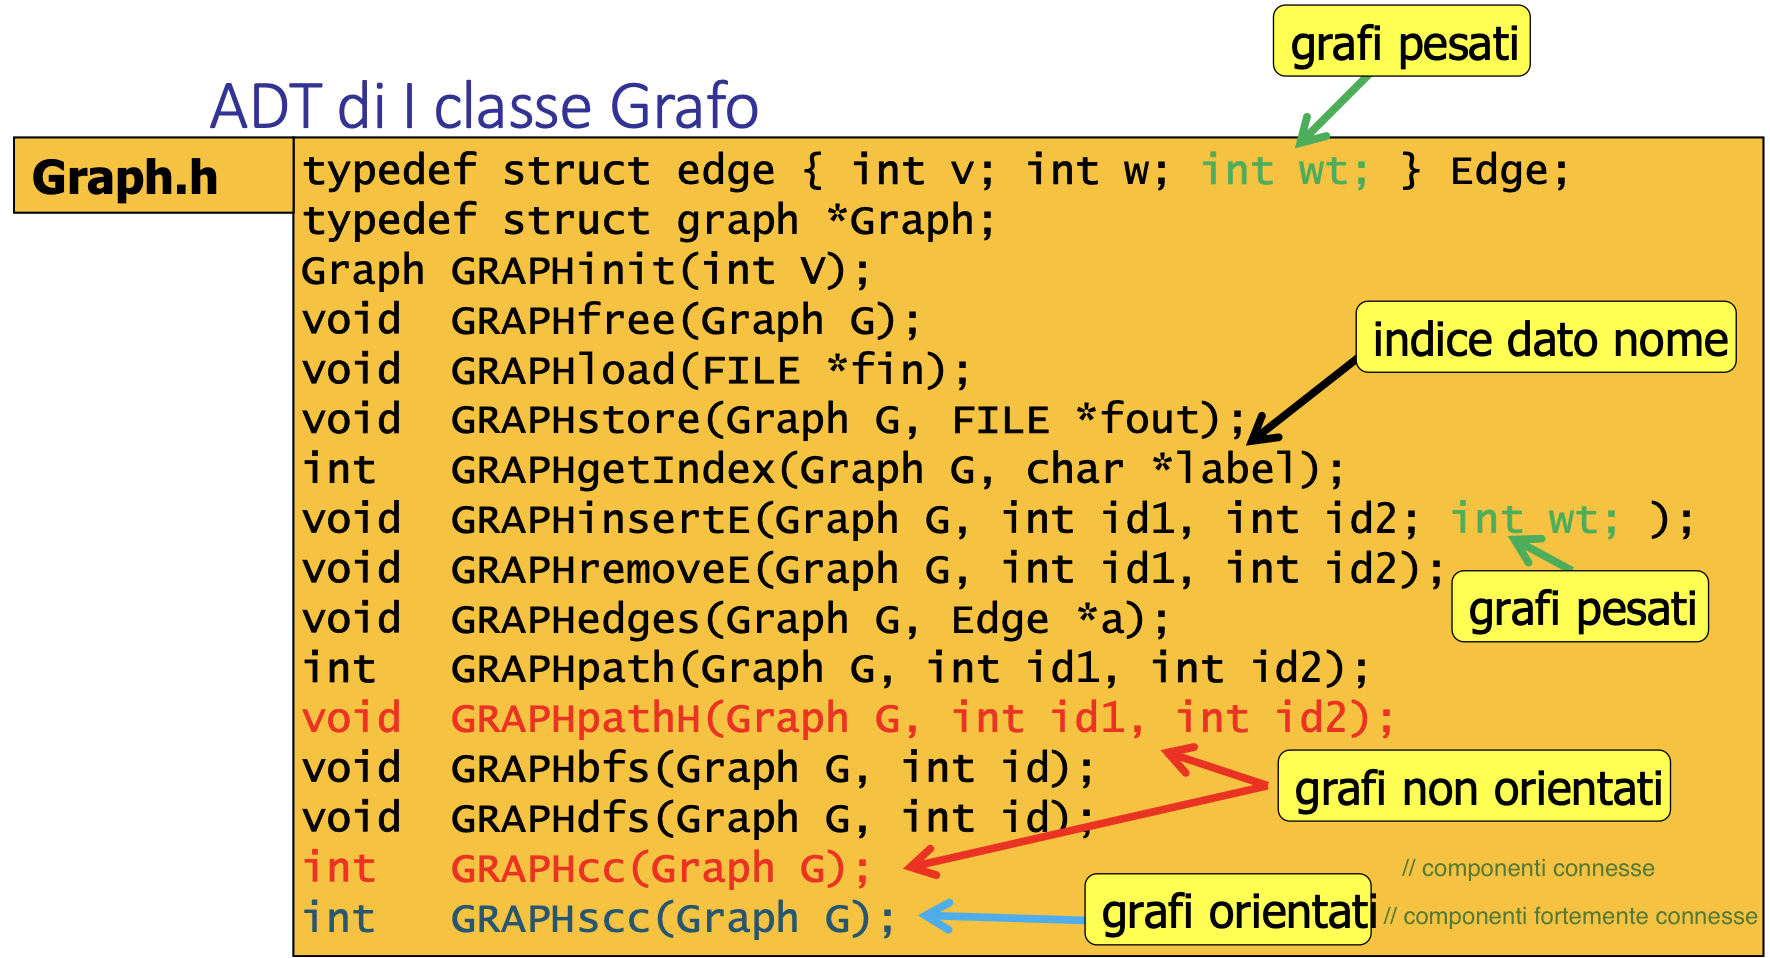 grafi pesati
ADT di I classe Grafo
Graph.h
typedef struct edge { int v; int w; int wt; } Edge;
typedef struct graph *Graph;
Graph GRAPHinit(int V);
void GRAPHfree(Graph G);
indice dato nome
void GRAPHload(FILE *fin);
void GRAPHstore(Graph G, FILE *fout);
int GRAPHgetIndex(Graph G, char *label);
void GRAPHinsertE(Graph G, int id1, int id2; int wt; );
void GRAPHremoveE(Graph G, int id1, int id2);
grafi pesati
void GRAPHedges(Graph G, Edge *a);
int GRAPHpath(Graph G, int id1, int id2);
void GRAPHpathH(Graph G, int id1, int id2);
void GRAPHbfs(Graph G, int id);
grafi non orientati
void GRAPHdfs(Graph G, int id);
int GRAPHcc(Graph G); // componenti connesse
int GRAPHscc(Graph G); grafi orientati // componenti fortemente connesse